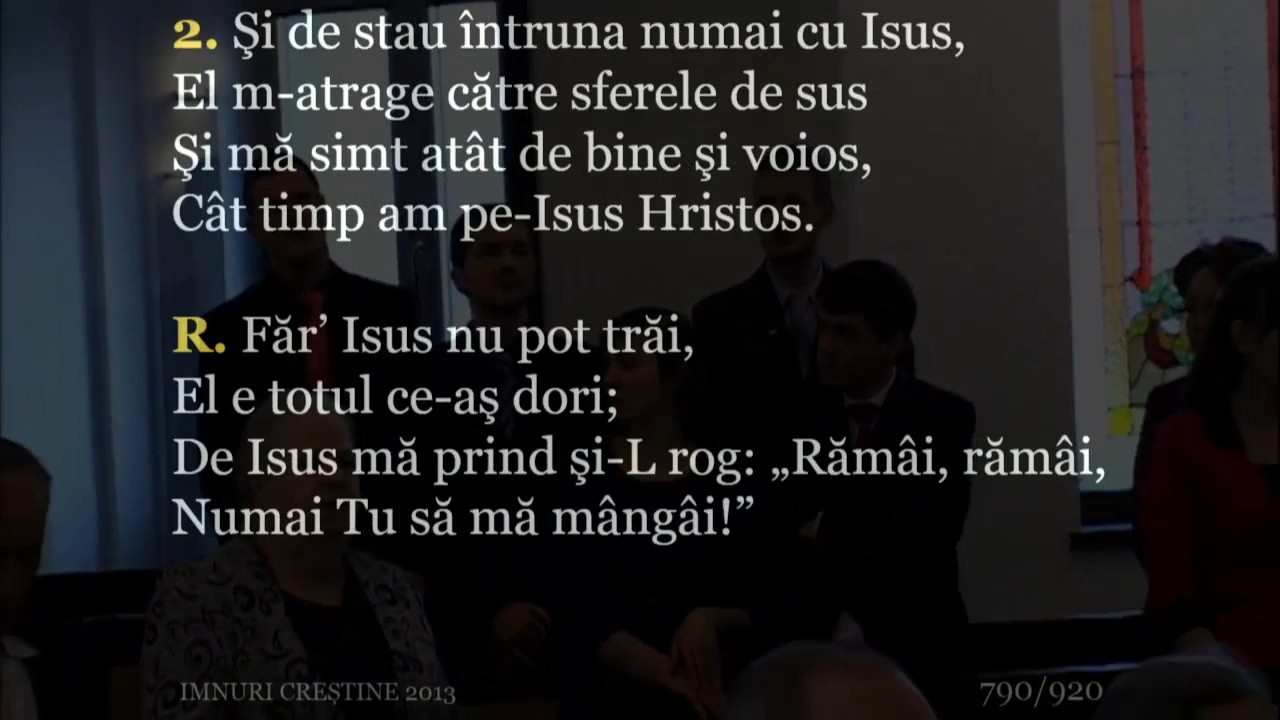 2. Şi de stau întruna numai cu Isus,
El m-atrage către sferele de sus
Şi mă simt atât de bine şi voios,
Cât timp am pe-Isus Hristos.
R. Făr’ Isus nu pot trăi,
El e totul ce-aş dori;
De Isus mă prind şi-L rog: „Rămâi, rămâi,
Numai Tu să mă mângâi!”
IMNURI CREȘTINE 2013
790/920